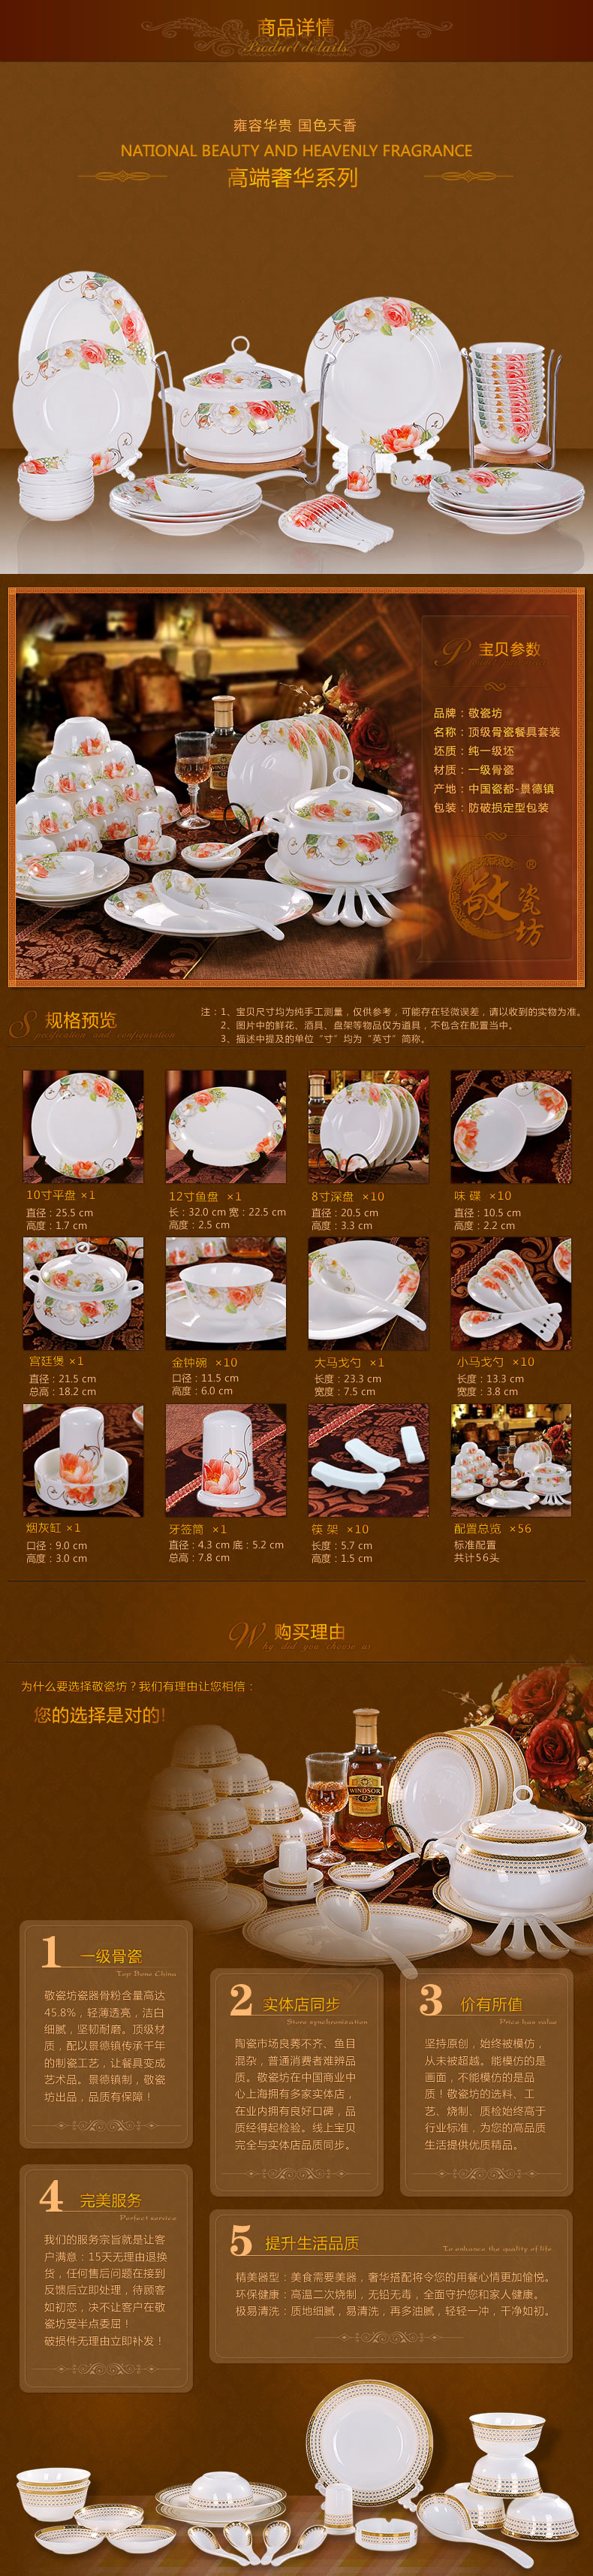 商品详情
Product details
雍容华贵 国色天香
NATIONAL BEAUTY AND HEAVENLY FRAGRANCE
高端奢华系列
P 宝贝参数
品牌：敬瓷坊
名称：顶级骨瓷餐具套装
坯质：纯一级坯
材质：一级骨瓷
产地：中国瓷都-景德镇
包装：防破损定型包装
敬瓷坊®
S 规格预览
pecification and configuration
注：1、宝贝尺寸均为纯手工测量，仅供参考，可能存在轻微误差，请以收到的实物为准。
2、图片中的鲜花、酒具、盘架等物品仅为道具，不包含在配置当中。
3、描述中提及的单位“寸”均为“英寸”简称。
10寸平盘 ×1
直径：25.5 cm
高度：1.7 cm
12寸鱼盘 ×1
长：32.0 cm 宽：22.5 cm
高度：2.5 cm
8寸深盘 ×10
直径：20.5 cm
高度：3.3 cm
味 碟 ×10
直径：10.5 cm
高度：2.2 cm
宫廷煲 ×1
直径：21.5 cm
总高：18.2 cm
金钟碗 ×10
口径：11.5 cm
高度：6.0 cm
大马戈勺 ×1
长度：23.3 cm
宽度：7.5 cm
小马戈勺 ×10
长度：13.3 cm
宽度：3.8 cm
烟灰缸 ×1
口径：9.0 cm
高度：3.0 cm
牙签筒 ×1
直径：4.3 cm 底：5.2 cm
总高：7.8 cm
筷 架 ×10
长度：5.7 cm
高度：1.5 cm
配置总览 ×56
标准配置
共计56头
W 购买理由
hy did you choose us
为什么要选择敬瓷坊？我们有理由让您相信：
您的选择是对的!
WINDSOR
12
1 一级骨瓷
Top Bone China
敬瓷坊瓷器骨粉含量高达
45.8%，轻薄透亮，洁白
细腻，坚韧耐磨。顶级材
质，配以景德镇传承千年
的制瓷工艺，让餐具变成
艺术品。景德镇制，敬瓷
坊出品，品质有保障！
2 实体店同步
Store synchronization
陶瓷市场良莠不齐、鱼目
混杂，普通消费者难辨品
质。敬瓷坊在中国商业中
心上海拥有多家实体店，
在业内拥有良好口碑，品
质经得起检验。线上宝贝
完全与实体店品质同步。
3 价有所值
Price has value
坚持原创，始终被模仿，
从未被超越。能模仿的是
画面，不能模仿的是品
质！敬瓷坊的选料、工
艺、烧制、质检始终高于
行业标准，为您的高品质
生活提供优质精品。
4 完美服务
Perfect service
我们的服务宗旨就是让客
户满意：15天无理由退换
货，任何售后问题在接到
反馈后立即处理，待顾客
如初恋，决不让客户在敬
瓷坊受半点委屈！
破损件无理由立即补发！
5 提升生活品质
To enhance the quality of life
精美器型：美食需要美器，奢华搭配将令您的用餐心情更加愉悦。
环保健康：高温二次烧制，无铅无毒，全面守护您和家人健康。
极易清洗：质地细腻，易清洗，再多油腻，轻轻一冲，干净如初。